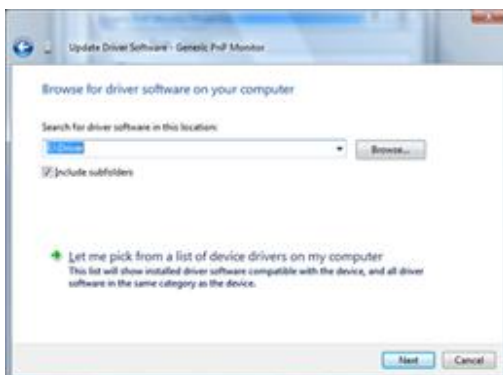 Update Driver Software - Generic PnP Monitor
Browse for driver software on your computer
Search for driver software in this location:
Browse...
Include subfolders
Let me pick from a list of device drivers on my computer
This list will show installed driver software compatible with the device, and all driver
software in the same category as the device.
Next
Cancel